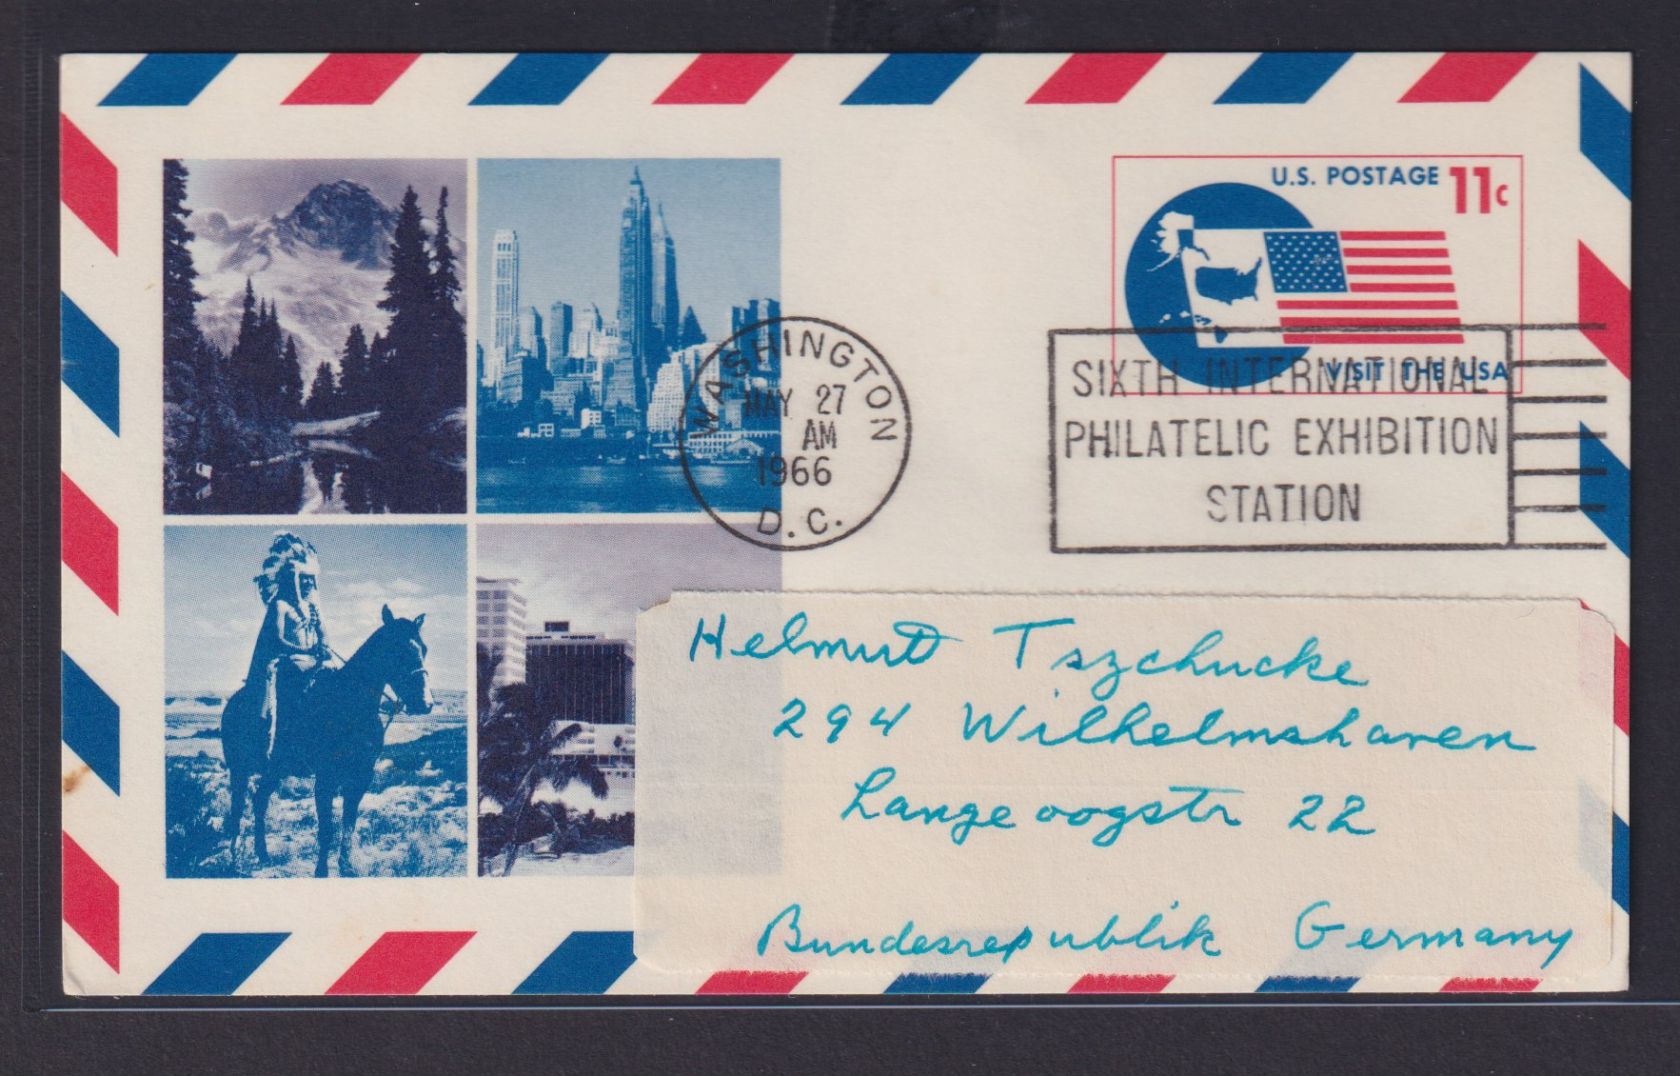 U.S. POSTAGE 11c
VISIT THE USA
WASHINGTON
MAY 27
AM
1966
D.C.
SIXTH INTERNATIONAL
PHILATELIC EXHIBITION
STATION
Helmut Tszchucke
294 Wilhelmshaven
Langeoogstr 22
Bundesrepublik Germany